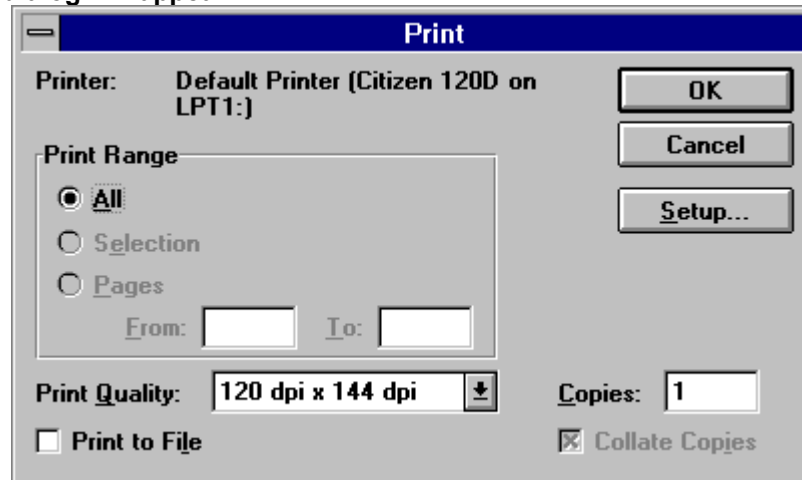 Print
Printer: Default Printer (Citizen 120D on
LPT1:)
OK
Cancel
Setup...
Print Range
All
Selection
Pages
From: To:
Print Quality: 120 dpi x 144 dpi
Copies: 1
Print to File
Collate Copies